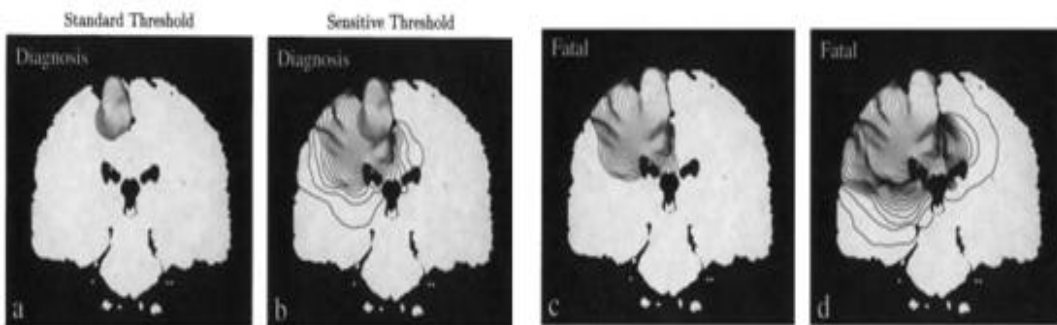 Standard Threshold
Sensitive Threshold
Diagnosis
Diagnosis
Fatal
Fatal
a
b
c
d